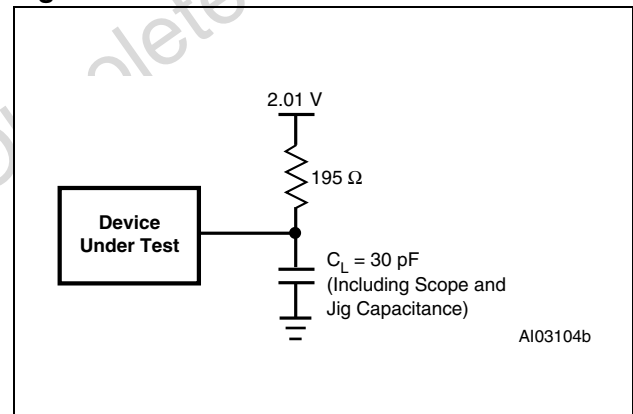 2.01 V
195 Ω
Device
Under Test
C_L = 30 pF
(Including Scope and
Jig Capacitance)
AI03104b